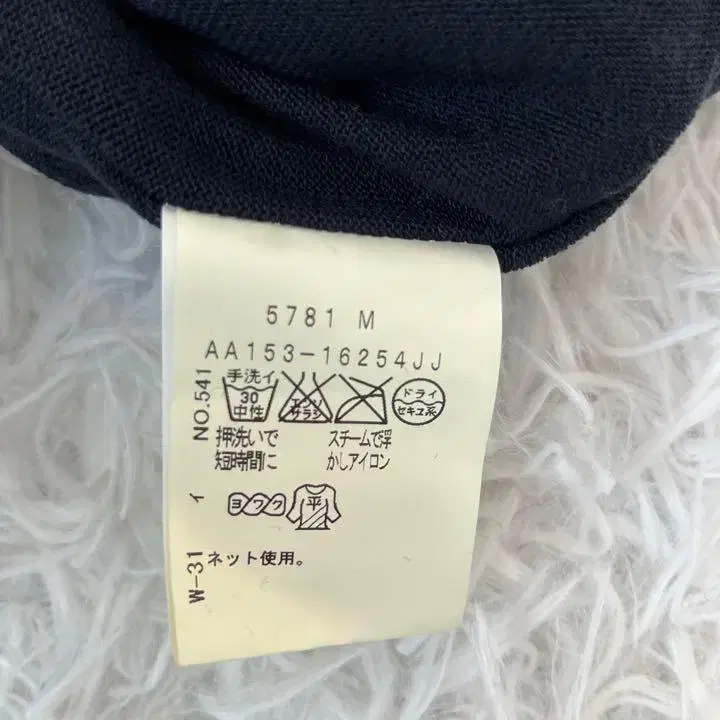 5781 M
AA153-16254JJ
手洗イ
30
中性
エンソ
サラシ
ドライ
セキユ系
押洗いで
短時間に
スチームで浮
かしアイロン
ヨワク
平
ネット使用。
NO.541
イ
W-31